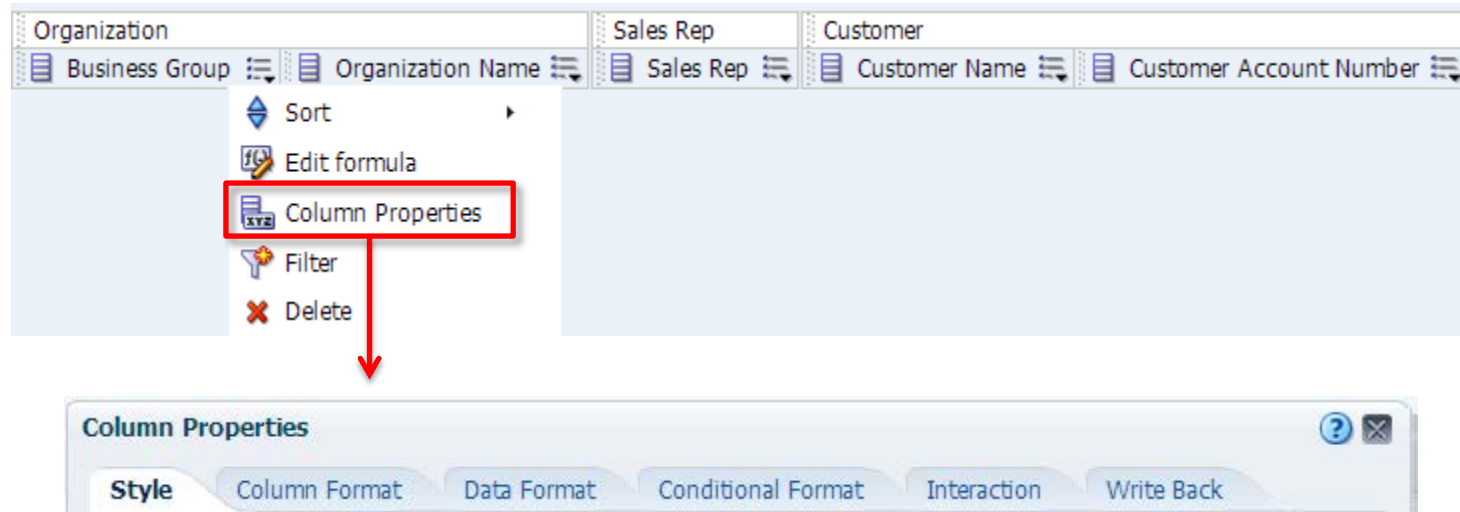 Organization Sales Rep Customer
Business Group Organization Name Sales Rep Customer Name Customer Account Number
Sort
f() Edit formula
XYZ Column Properties
Filter
Delete
Column Properties ?
Style Column Format Data Format Conditional Format Interaction Write Back